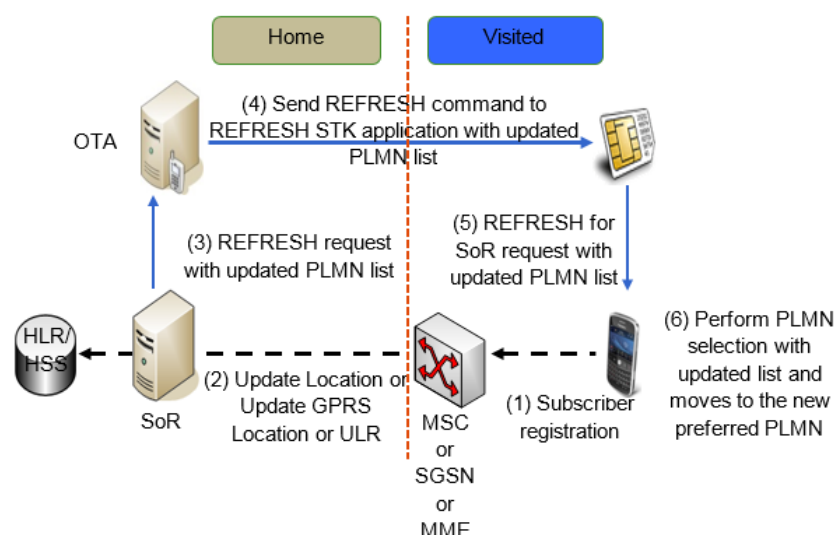 Home
Visited
(4) Send REFRESH command to
REFRESH STK application with updated
PLMN list
OTA
(3) REFRESH request
with updated PLMN list
(5) REFRESH for
SoR request with
updated PLMN list
HLR/
HSS
SoR
(2) Update Location or
Update GPRS
Location or ULR
MSC
or
SGSN
or
MME
(1) Subscriber
registration
(6) Perform PLMN
selection with
updated list and
moves to the new
preferred PLMN